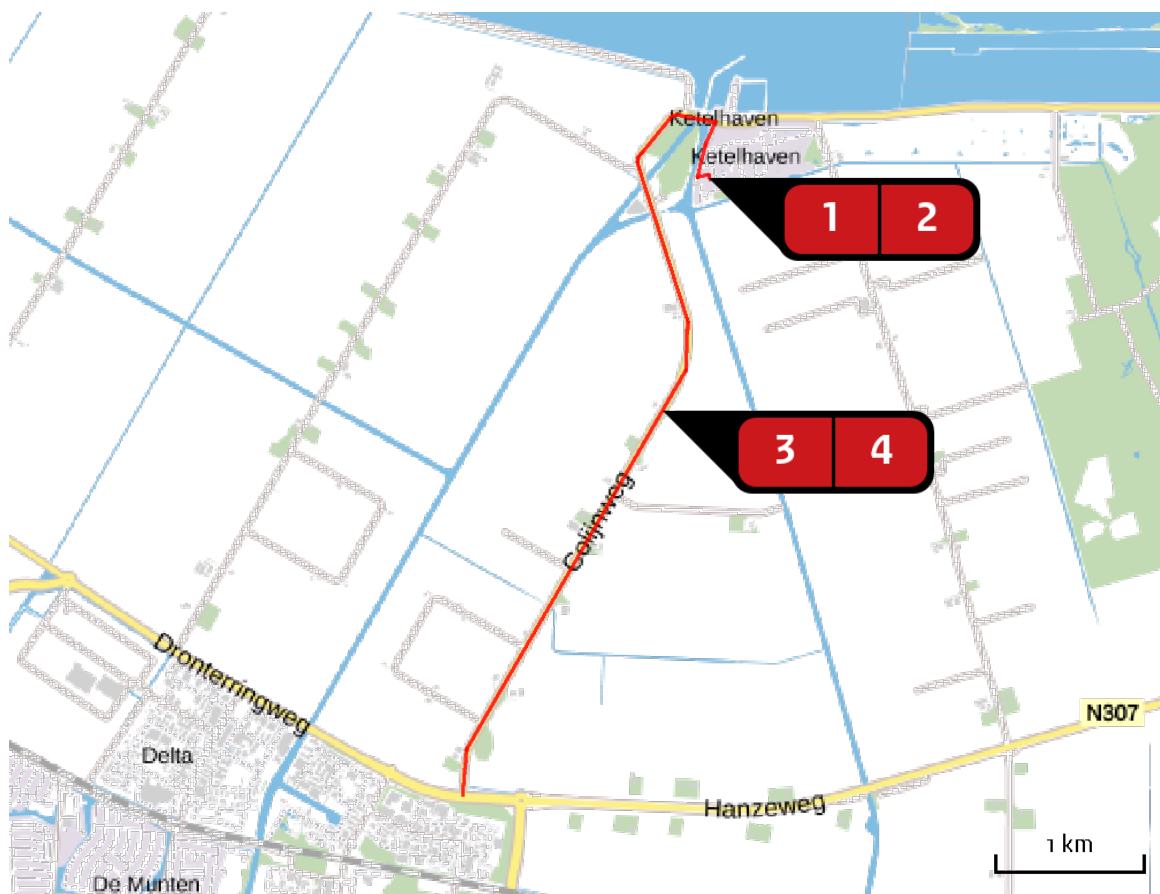 Ketelhaven
Ketelhaven
1 2
3 4
Colijnweg
Dronterringweg
N307
Delta
Hanzeweg
1 km
De Munten